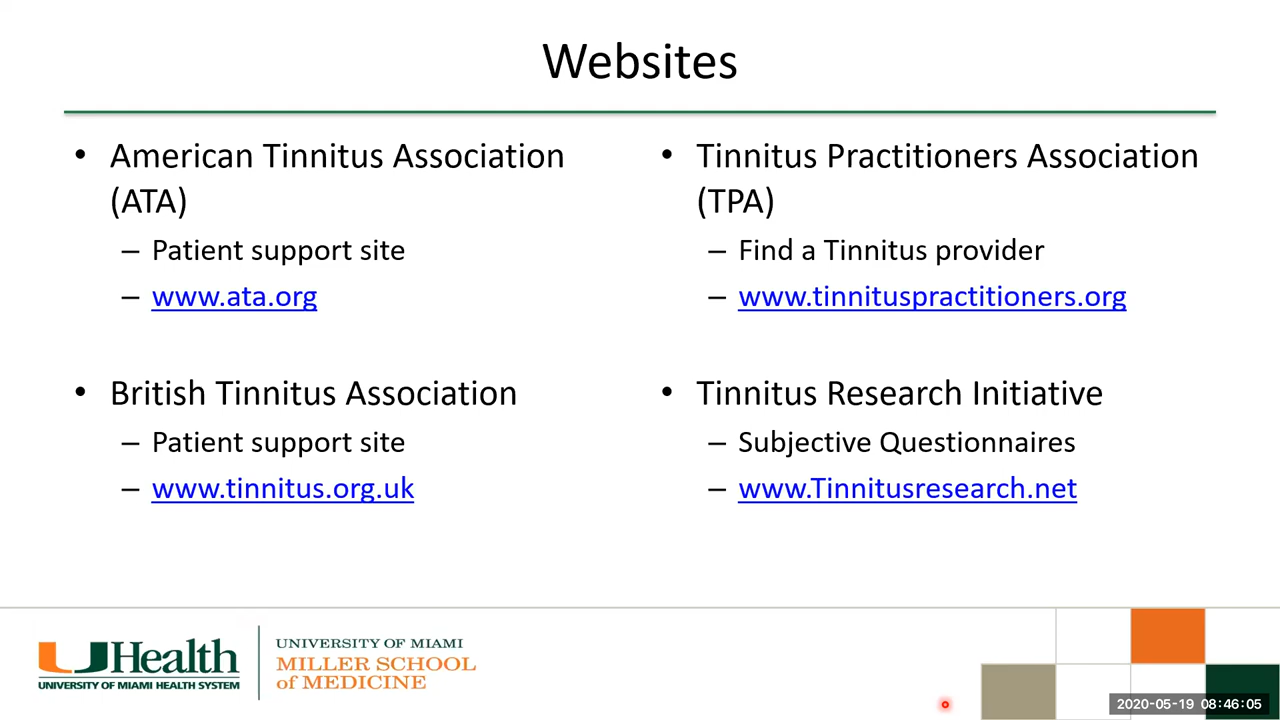 Websites
• American Tinnitus Association
(ATA)
– Patient support site
– www.ata.org
• British Tinnitus Association
– Patient support site
– www.tinnitus.org.uk
• Tinnitus Practitioners Association
(TPA)
– Find a Tinnitus provider
– www.tinnituspractitioners.org
• Tinnitus Research Initiative
– Subjective Questionnaires
– www.Tinnitusresearch.net
UHealth
UNIVERSITY OF MIAMI HEALTH SYSTEM
UNIVERSITY OF MIAMI
MILLER SCHOOL
of MEDICINE
2020-05-19 08:46:05